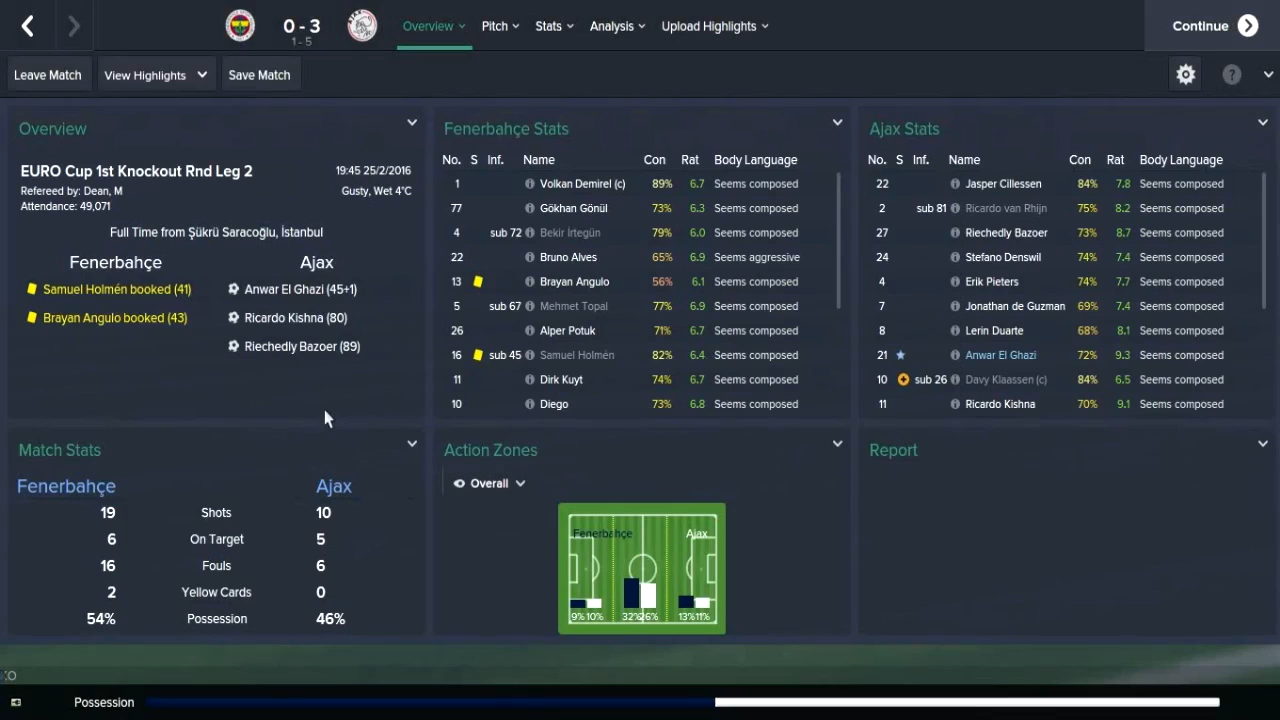 0 - 3
1 - 5
Overview
Pitch
Stats
Analysis
Upload Highlights
Continue
Leave Match
View Highlights
Save Match
?
Overview
EURO Cup 1st Knockout Rnd Leg 2
19:45 25/2/2016
Refereed by: Dean, M
Gusty, Wet 4°C
Attendance: 49,071
Full Time from Şükrü Saracoğlu, İstanbul
Fenerbahçe Ajax
Samuel Holmén booked (41) Anwar El Ghazi (45+1)
Brayan Angulo booked (43) Ricardo Kishna (80)
Riechedly Bazoer (89)
Fenerbahçe Stats
No. S Inf. Name Con Rat Body Language
1 Volkan Demirel (c) 89% 6.7 Seems composed
77 Gökhan Gönül 73% 6.3 Seems composed
4 sub 72 Bekir İrtegün 79% 6.0 Seems composed
22 Bruno Alves 65% 6.9 Seems aggressive
13 Brayan Angulo 56% 6.1 Seems composed
5 sub 67 Mehmet Topal 77% 6.9 Seems composed
26 Alper Potuk 71% 6.7 Seems composed
16 sub 45 Samuel Holmén 82% 6.4 Seems composed
11 Dirk Kuyt 74% 6.7 Seems composed
10 Diego 73% 6.8 Seems composed
Ajax Stats
No. S Inf. Name Con Rat Body Language
22 Jasper Cillessen 84% 7.8 Seems composed
2 sub 81 Ricardo van Rhijn 75% 8.2 Seems composed
27 Riechedly Bazoer 73% 8.7 Seems composed
24 Stefano Denswil 74% 7.4 Seems composed
4 Erik Pieters 74% 7.7 Seems composed
7 Jonathan de Guzman 69% 7.4 Seems composed
8 Lerin Duarte 68% 8.1 Seems composed
21 Anwar El Ghazi 72% 9.3 Seems composed
10 sub 26 Davy Klaassen (c) 84% 6.5 Seems composed
11 Ricardo Kishna 70% 9.1 Seems composed
Match Stats
Fenerbahçe Ajax
19 Shots 10
6 On Target 5
16 Fouls 6
2 Yellow Cards 0
54% Possession 46%
Action Zones
Overall
Fenerbahçe Ajax
9% 10% 32% 26% 13% 11%
Report
Possession